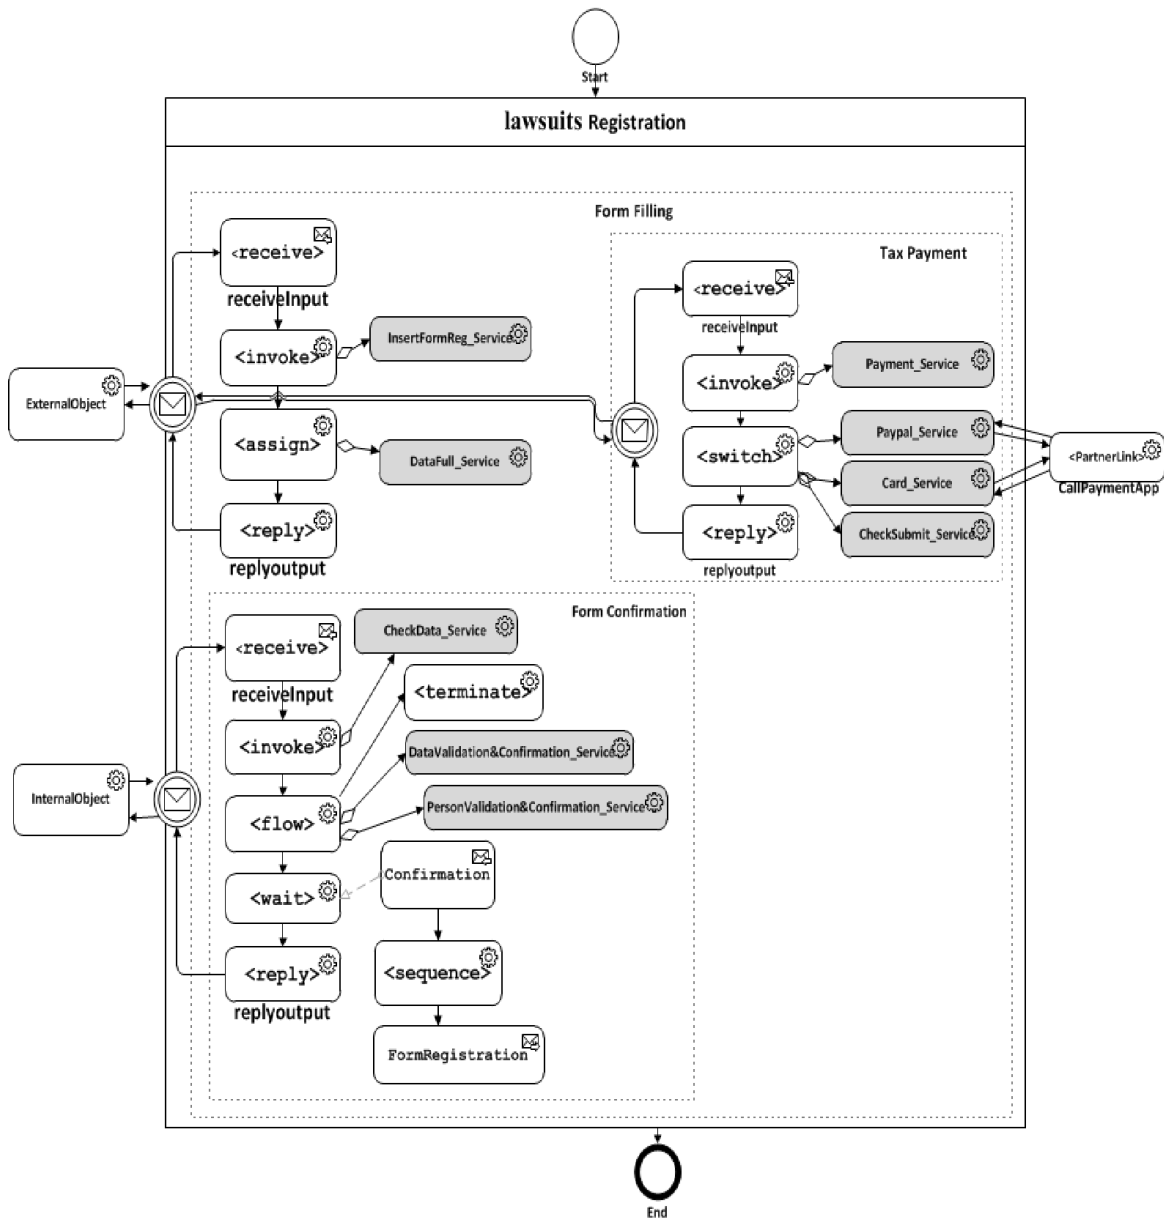 Start
lawsuits Registration
Form Filling
<receive>
receiveInput
<invoke>
InsertFormReg_Service
ExternalObject
<assign>
DataFull_Service
<reply>
replyoutput
Tax Payment
<receive>
receiveInput
<invoke>
Payment_Service
<switch>
Paypal_Service
Card_Service
CheckSubmit_Service
<PartnerLink>
CallPaymentApp
<reply>
replyoutput
Form Confirmation
<receive>
receiveInput
CheckData_Service
<terminate>
<invoke>
DataValidation&Confirmation_Service
InternalObject
<flow>
PersonValidation&Confirmation_Service
<wait>
Confirmation
<reply>
replyoutput
<sequence>
FormRegistration
End